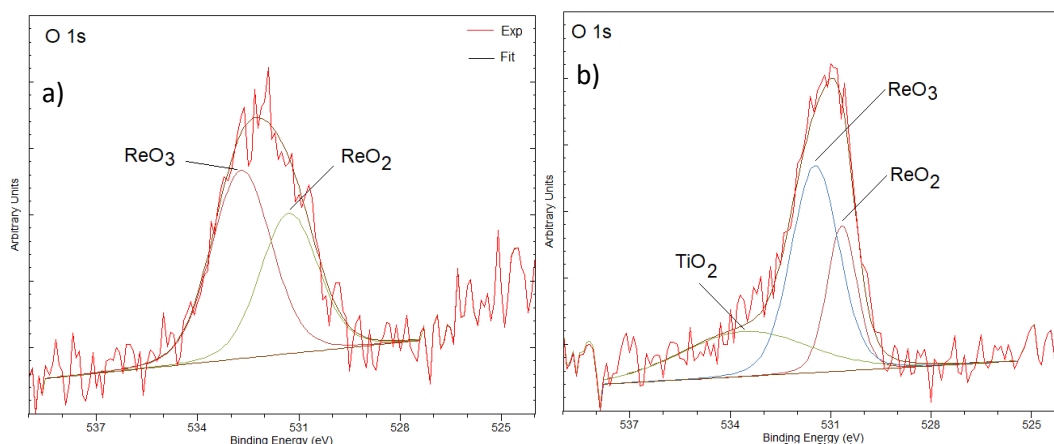 O 1s
a)
Exp
Fit
ReO3
ReO2
Arbitrary Units
537
534
531
528
525
Binding Energy (eV)
O 1s
b)
ReO3
ReO2
TiO2
Arbitrary Units
537
534
531
528
525
Binding Energy (eV)